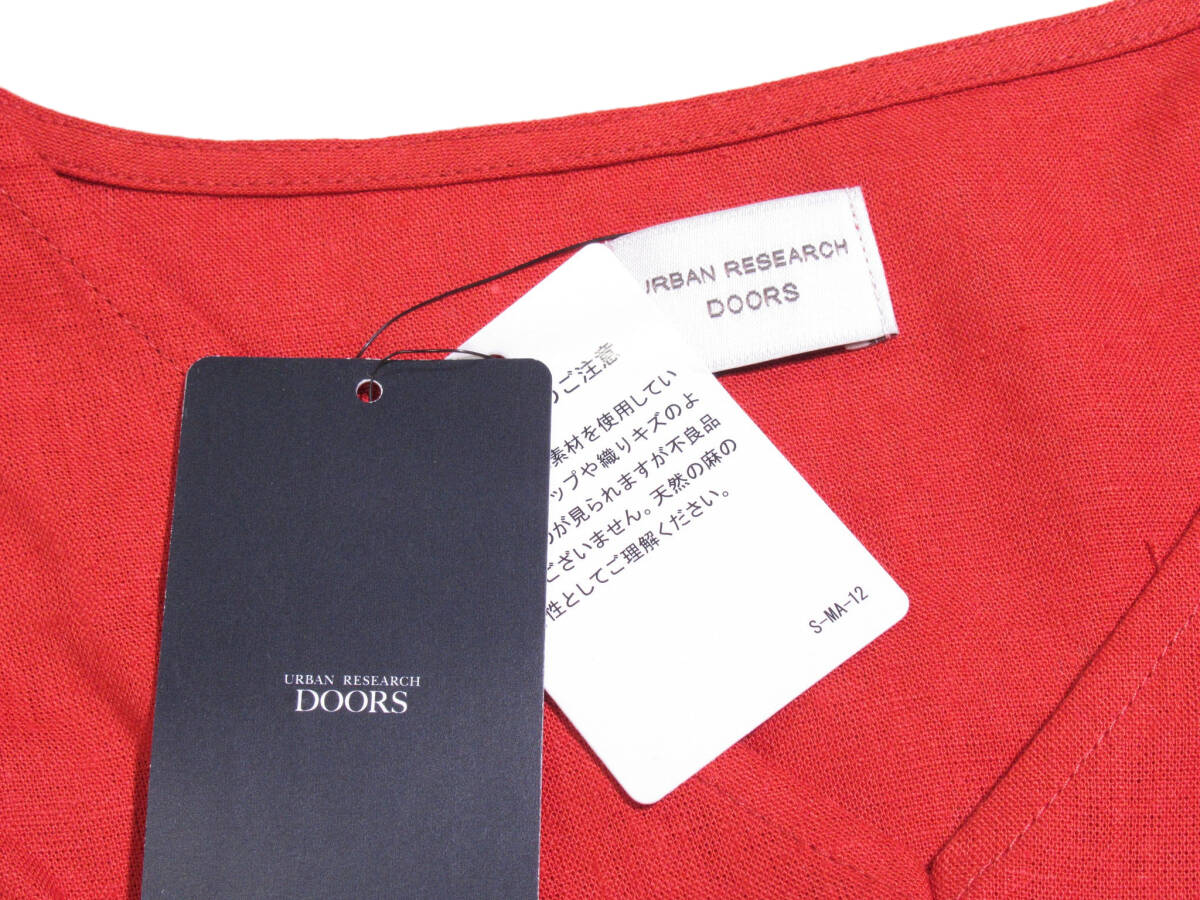 URBAN RESEARCH
DOORS
ご注意
素材を使用してい
ップや織りキズのよ
が見られますが不良品
ございません。天然の麻の
性としてご理解ください。
S-MA-12
URBAN RESEARCH
DOORS